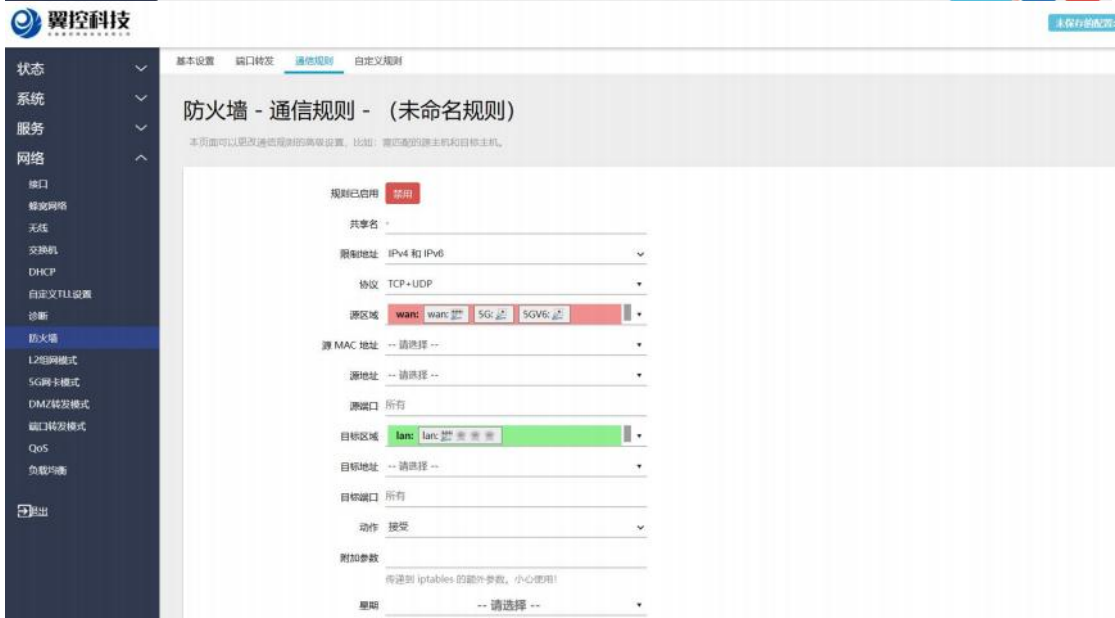 翼控科技
未保存的配置
状态
系统
服务
网络
接口
蜂窝网络
无线
交换机
DHCP
自定义TLL设置
诊断
防火墙
L2组网模式
5G网卡模式
DMZ转发模式
端口转发模式
QoS
负载均衡
退出
基本设置 端口转发 通信规则 自定义规则
防火墙 - 通信规则 - （未命名规则）
本页面可以更改通信规则的高级设置，比如：需匹配的源主机和目标主机。
规则已启用 禁用
共享名 -
限制地址 IPv4 和 IPv6
协议 TCP+UDP
源区域 wan: wan: 5G: 5GV6:
源 MAC 地址 -- 请选择 --
源地址 -- 请选择 --
源端口 所有
目标区域 lan: lan:
目标地址 -- 请选择 --
目标端口 所有
动作 接受
附加参数
传递到 iptables 的额外参数。小心使用！
星期 -- 请选择 --